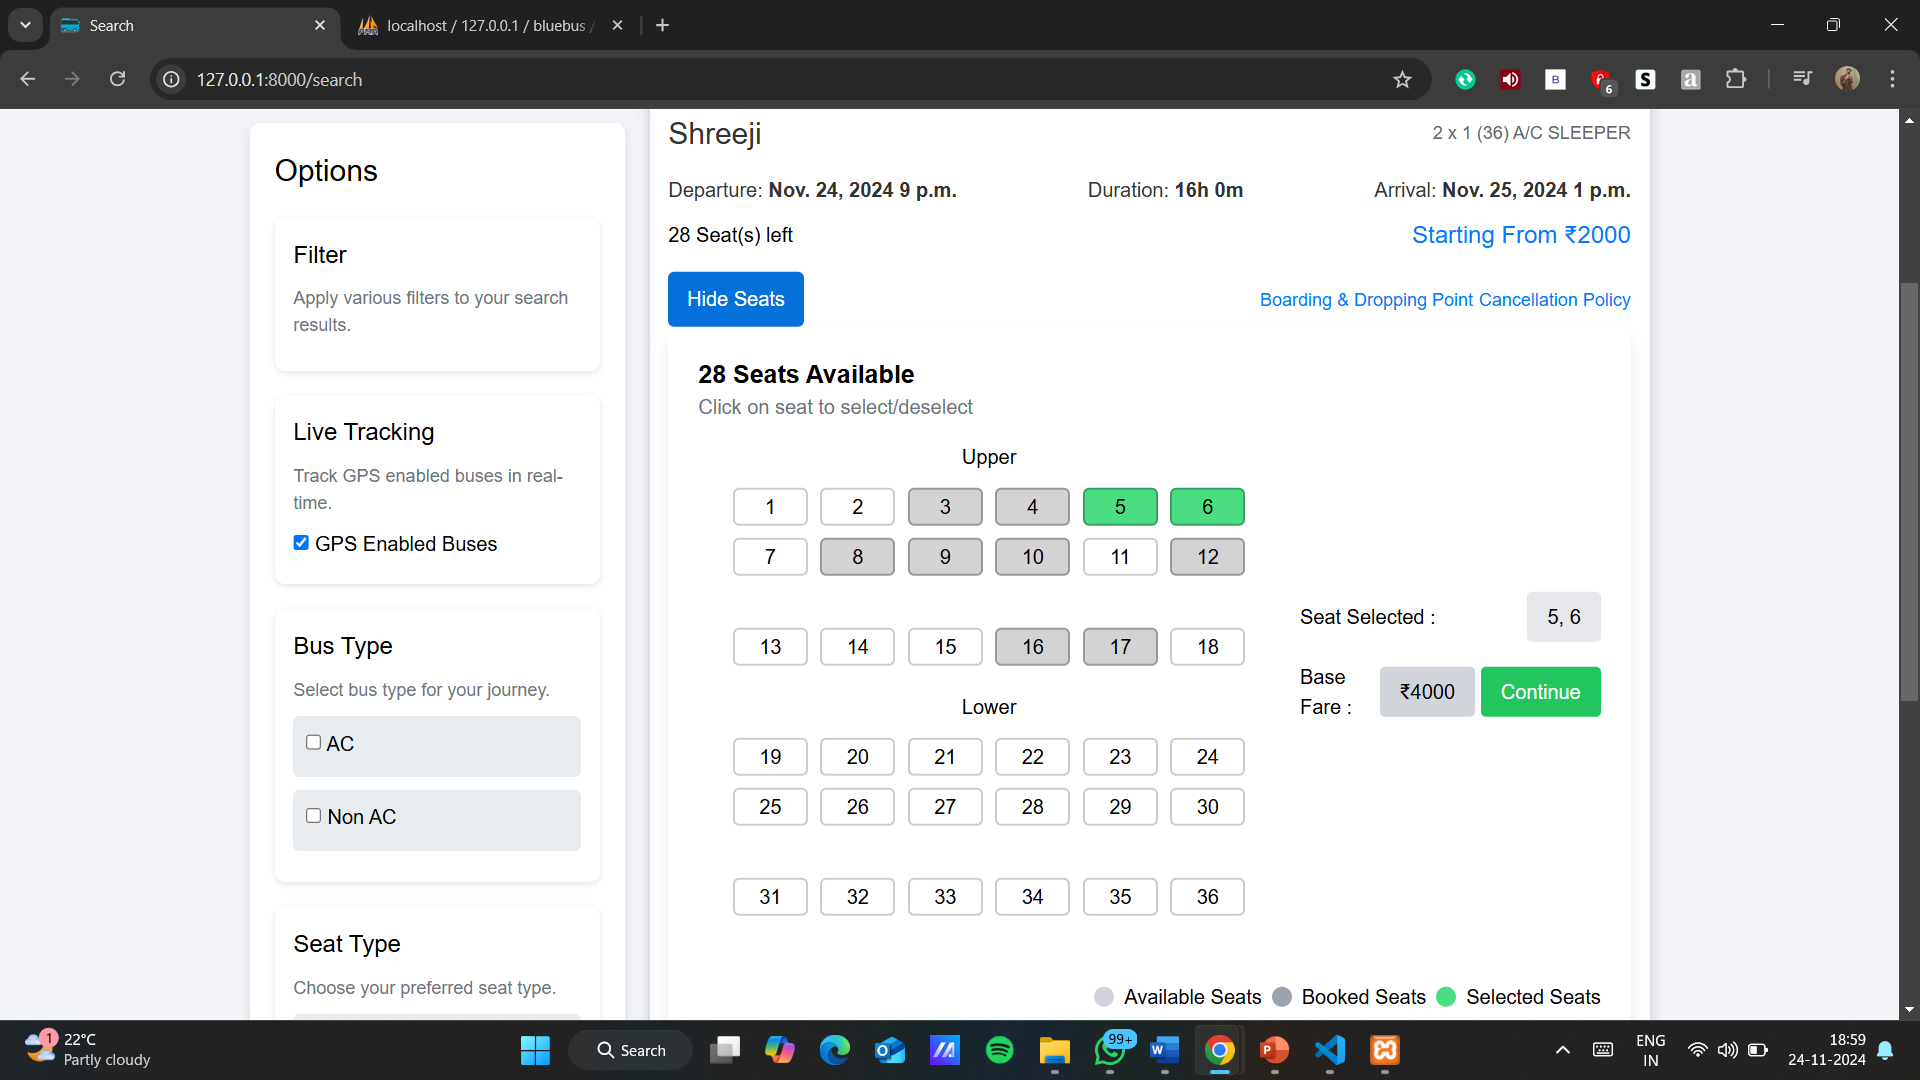 Search
localhost / 127.0.0.1 / bluebus /
127.0.0.1:8000/search
6
Options
Filter
Apply various filters to your search
results.
Live Tracking
Track GPS enabled buses in real-
time.
GPS Enabled Buses
Bus Type
Select bus type for your journey.
AC
Non AC
Seat Type
Choose your preferred seat type.
Shreeji
2 x 1 (36) A/C SLEEPER
Departure: Nov. 24, 2024 9 p.m.
Duration: 16h 0m
Arrival: Nov. 25, 2024 1 p.m.
28 Seat(s) left
Starting From ₹2000
Hide Seats
Boarding & Dropping Point Cancellation Policy
28 Seats Available
Click on seat to select/deselect
Upper
1 2 3 4 5 6
7 8 9 10 11 12
13 14 15 16 17 18
Lower
19 20 21 22 23 24
25 26 27 28 29 30
31 32 33 34 35 36
Seat Selected :
5, 6
Base
Fare :
₹4000
Continue
Available Seats
Booked Seats
Selected Seats
1
22°C
Partly cloudy
Search
99+
ENG
IN
18:59
24-11-2024